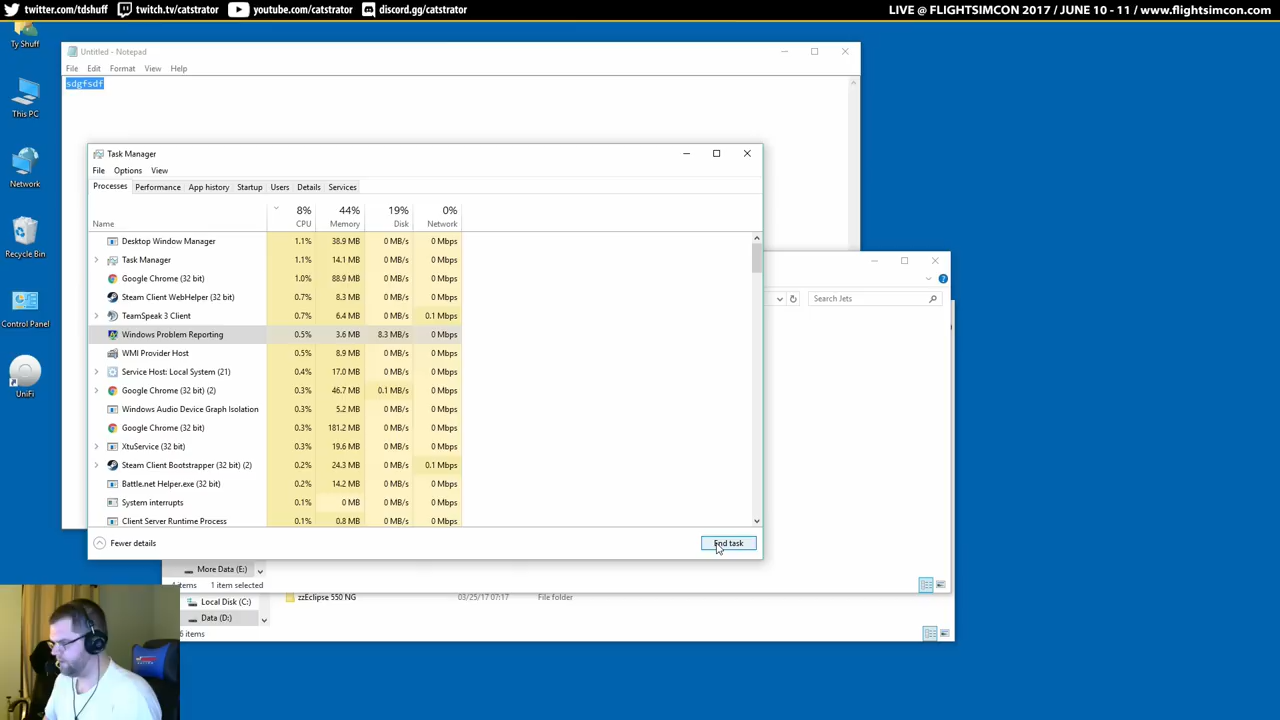 twitter.com/tdshuff twitch.tv/catstrator youtube.com/catstrator discord.gg/catstrator LIVE @ FLIGHTSIMCON 2017 / JUNE 10 - 11 / www.flightsimcon.com
Ty Shuff
This PC
Network
Recycle Bin
Control Panel
UniFi
Untitled - Notepad
File Edit Format View Help
sdgfsdf
Task Manager
File Options View
Processes Performance App history Startup Users Details Services
8% 44% 19% 0%
Name CPU Memory Disk Network
Desktop Window Manager 1.1% 38.9 MB 0 MB/s 0 Mbps
Task Manager 1.1% 14.1 MB 0 MB/s 0 Mbps
Google Chrome (32 bit) 1.0% 88.9 MB 0 MB/s 0 Mbps
Steam Client WebHelper (32 bit) 0.7% 8.3 MB 0 MB/s 0 Mbps
TeamSpeak 3 Client 0.7% 6.4 MB 0 MB/s 0.1 Mbps
Windows Problem Reporting 0.5% 3.6 MB 8.3 MB/s 0 Mbps
WMI Provider Host 0.5% 8.9 MB 0 MB/s 0 Mbps
Service Host: Local System (21) 0.4% 17.0 MB 0 MB/s 0 Mbps
Google Chrome (32 bit) (2) 0.3% 46.7 MB 0.1 MB/s 0 Mbps
Windows Audio Device Graph Isolation 0.3% 5.2 MB 0 MB/s 0 Mbps
Google Chrome (32 bit) 0.3% 181.2 MB 0 MB/s 0 Mbps
XtuService (32 bit) 0.3% 19.6 MB 0 MB/s 0 Mbps
Steam Client Bootstrapper (32 bit) (2) 0.2% 24.3 MB 0 MB/s 0.1 Mbps
Battle.net Helper.exe (32 bit) 0.2% 14.2 MB 0 MB/s 0 Mbps
System interrupts 0.1% 0 MB 0 MB/s 0 Mbps
Client Server Runtime Process 0.1% 0.8 MB 0 MB/s 0 Mbps
Fewer details End task
Search Jets
More Data (E:)
items 1 item selected
Local Disk (C:) zzEclipse 550 NG 03/25/17 07:17 File folder
Data (D:)
items